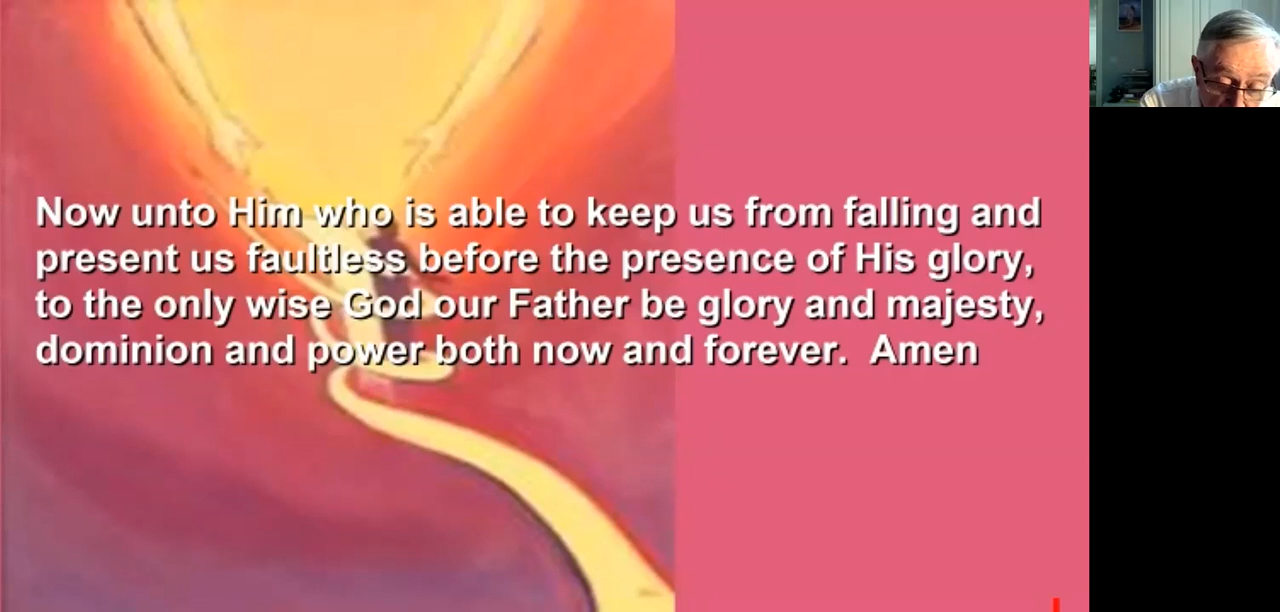 Now unto Him who is able to keep us from falling and
present us faultless before the presence of His glory,
to the only wise God our Father be glory and majesty,
dominion and power both now and forever.  Amen